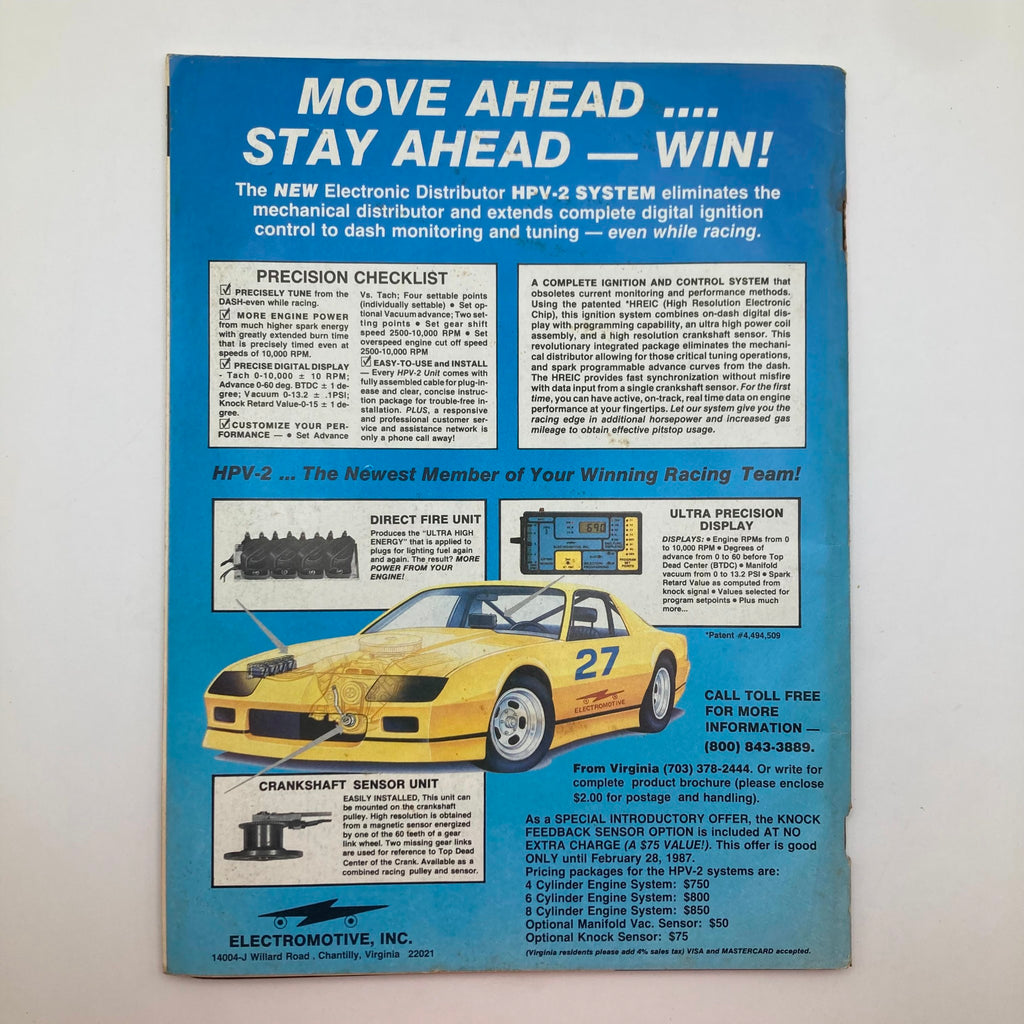 MOVE AHEAD ....
STAY AHEAD — WIN!
The NEW Electronic Distributor HPV-2 SYSTEM eliminates the
mechanical distributor and extends complete digital ignition
control to dash monitoring and tuning — even while racing.
PRECISION CHECKLIST
PRECISELY TUNE from the
DASH-even while racing.
MORE ENGINE POWER
from much higher spark energy
with greatly extended burn time
that is precisely timed even at
speeds of 10,000 RPM.
PRECISE DIGITAL DISPLAY
- Tach 0-10,000 ± 10 RPM;
Advance 0-60 deg. BTDC ± 1 de-
gree; Vacuum 0-13.2 ± .1PSI;
Knock Retard Value-0-15 ± 1 de-
gree.
CUSTOMIZE YOUR PER-
FORMANCE — • Set Advance
Vs. Tach; Four settable points
(individually settable) • Set op-
tional Vacuum advance; Two set-
ting points • Set gear shift
speed 2500-10,000 RPM • Set
overspeed engine cut off speed
2500-10,000 RPM
EASY-TO-USE and INSTALL
— Every HPV-2 Unit comes with
fully assembled cable for plug-in-
ease and clear, concise instruc-
tion package for trouble-free in-
stallation. PLUS, a responsive
and professional customer ser-
vice and assistance network is
only a phone call away!
A COMPLETE IGNITION AND CONTROL SYSTEM that
obsoletes current monitoring and performance methods.
Using the patented *HREIC (High Resolution Electronic
Chip), this ignition system combines on-dash digital dis-
play with programming capability, an ultra high power coil
assembly, and a high resolution crankshaft sensor. This
revolutionary integrated package eliminates the mechani-
cal distributor allowing for those critical tuning operations,
and spark programmable advance curves from the dash.
The HREIC provides fast synchronization without misfire
with data input from a single crankshaft sensor. For the first
time, you can have active, on-track, real time data on engine
performance at your fingertips. Let our system give you the
racing edge in additional horsepower and increased gas
mileage to obtain effective pitstop usage.
HPV-2 ... The Newest Member of Your Winning Racing Team!
DIRECT FIRE UNIT
Produces the "ULTRA HIGH
ENERGY" that is applied to
plugs for lighting fuel again
and again. The result? MORE
POWER FROM YOUR
ENGINE!
690
ULTRA PRECISION
DISPLAY
DISPLAYS: • Engine RPMs from 0
to 10,000 RPM • Degrees of
advance from 0 to 60 before Top
Dead Center (BTDC) • Manifold
vacuum from 0 to 13.2 PSI • Spark
Retard Value as computed from
knock signal • Values selected for
program setpoints • Plus much
more...
*Patent #4,494,509
27
ELECTROMOTIVE
CALL TOLL FREE
FOR MORE
INFORMATION —
(800) 843-3889.
From Virginia (703) 378-2444. Or write for
complete product brochure (please enclose
$2.00 for postage and handling).
CRANKSHAFT SENSOR UNIT
EASILY INSTALLED, This unit can
be mounted on the crankshaft
pulley. High resolution is obtained
from a magnetic sensor energized
by one of the 60 teeth of a gear
link wheel. Two missing gear links
are used for reference to Top Dead
Center of the Crank. Available as a
combined racing pulley and sensor.
As a SPECIAL INTRODUCTORY OFFER, the KNOCK
FEEDBACK SENSOR OPTION is included AT NO
EXTRA CHARGE (A $75 VALUE!). This offer is good
ONLY until February 28, 1987.
Pricing packages for the HPV-2 systems are:
4 Cylinder Engine System: $750
6 Cylinder Engine System: $800
8 Cylinder Engine System: $850
Optional Manifold Vac. Sensor: $50
Optional Knock Sensor: $75
(Virginia residents please add 4% sales tax) VISA and MASTERCARD accepted.
ELECTROMOTIVE, INC.
14004-J Willard Road . Chantilly, Virginia 22021